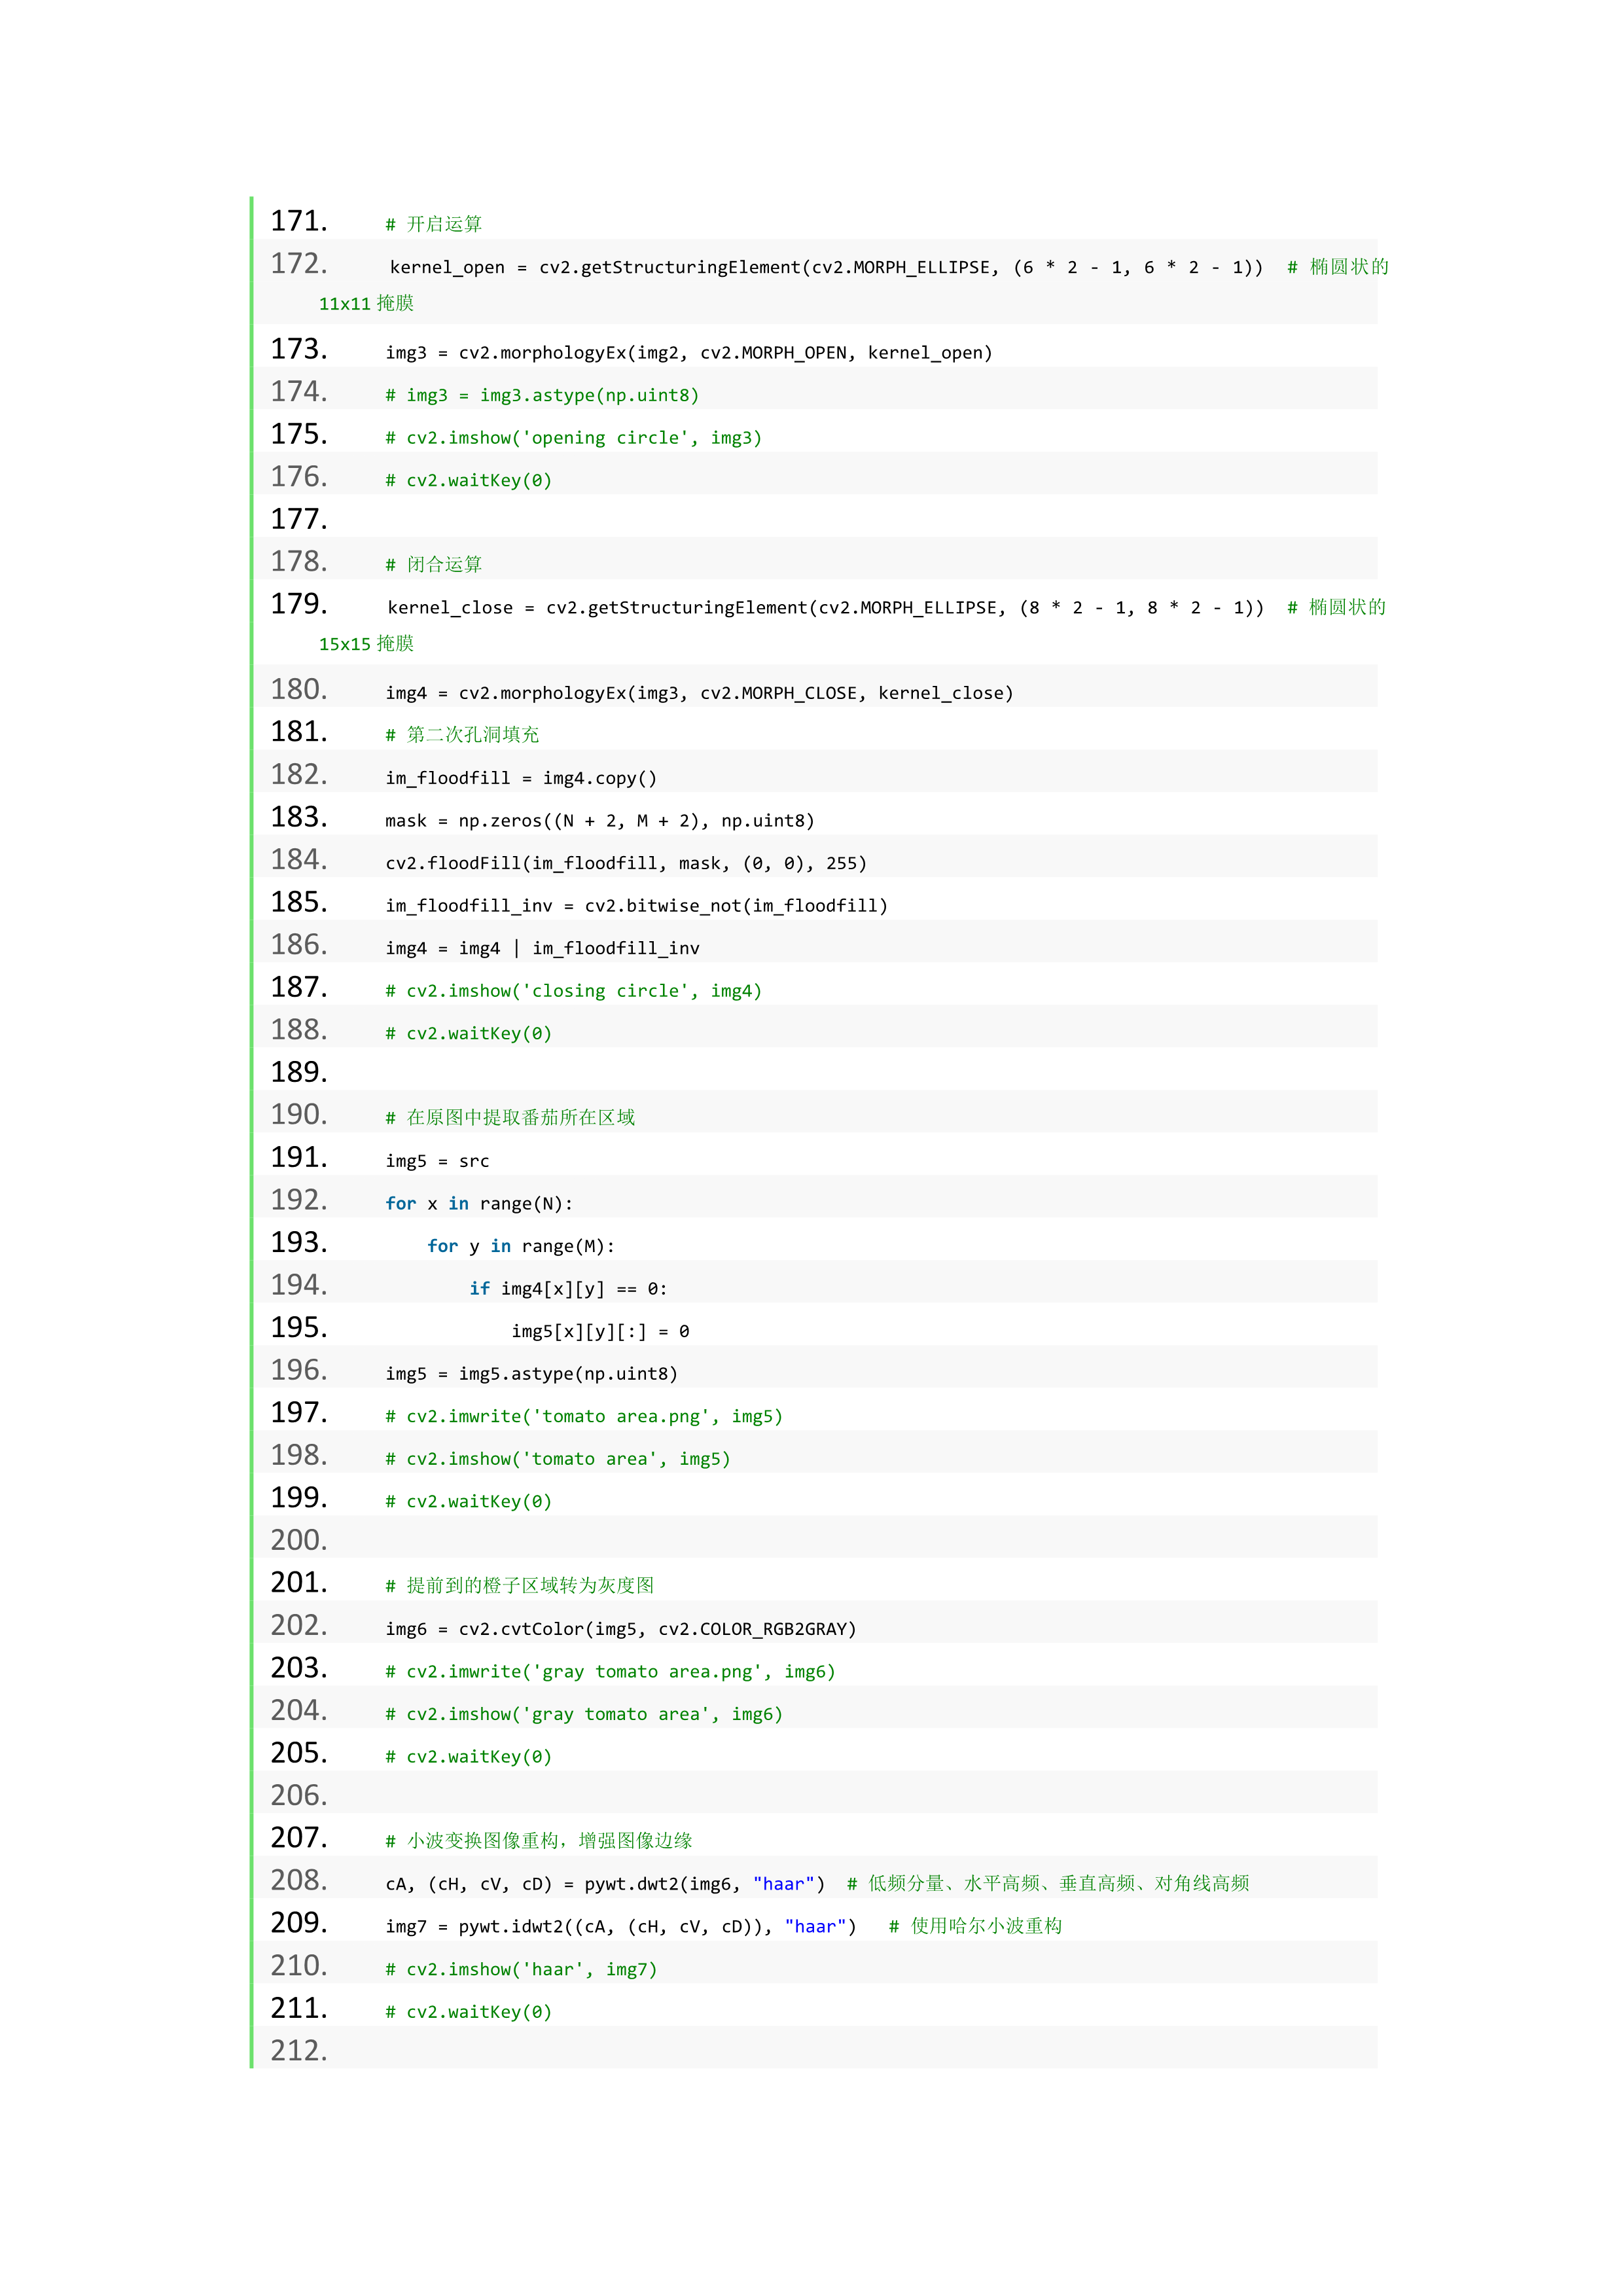 171. # 开启运算
172. kernel_open = cv2.getStructuringElement(cv2.MORPH_ELLIPSE, (6 * 2 - 1, 6 * 2 - 1))  # 椭圆状的
11x11 掩膜
173. img3 = cv2.morphologyEx(img2, cv2.MORPH_OPEN, kernel_open)
174. # img3 = img3.astype(np.uint8)
175. # cv2.imshow('opening circle', img3)
176. # cv2.waitKey(0)
177.
178. # 闭合运算
179. kernel_close = cv2.getStructuringElement(cv2.MORPH_ELLIPSE, (8 * 2 - 1, 8 * 2 - 1))  # 椭圆状的
15x15 掩膜
180. img4 = cv2.morphologyEx(img3, cv2.MORPH_CLOSE, kernel_close)
181. # 第二次孔洞填充
182. im_floodfill = img4.copy()
183. mask = np.zeros((N + 2, M + 2), np.uint8)
184. cv2.floodFill(im_floodfill, mask, (0, 0), 255)
185. im_floodfill_inv = cv2.bitwise_not(im_floodfill)
186. img4 = img4 | im_floodfill_inv
187. # cv2.imshow('closing circle', img4)
188. # cv2.waitKey(0)
189.
190. # 在原图中提取番茄所在区域
191. img5 = src
192. for x in range(N):
193.     for y in range(M):
194.         if img4[x][y] == 0:
195.             img5[x][y][:] = 0
196. img5 = img5.astype(np.uint8)
197. # cv2.imwrite('tomato area.png', img5)
198. # cv2.imshow('tomato area', img5)
199. # cv2.waitKey(0)
200.
201. # 提前到的橙子区域转为灰度图
202. img6 = cv2.cvtColor(img5, cv2.COLOR_RGB2GRAY)
203. # cv2.imwrite('gray tomato area.png', img6)
204. # cv2.imshow('gray tomato area', img6)
205. # cv2.waitKey(0)
206.
207. # 小波变换图像重构，增强图像边缘
208. cA, (cH, cV, cD) = pywt.dwt2(img6, "haar")  # 低频分量、水平高频、垂直高频、对角线高频
209. img7 = pywt.idwt2((cA, (cH, cV, cD)), "haar")   # 使用哈尔小波重构
210. # cv2.imshow('haar', img7)
211. # cv2.waitKey(0)
212.